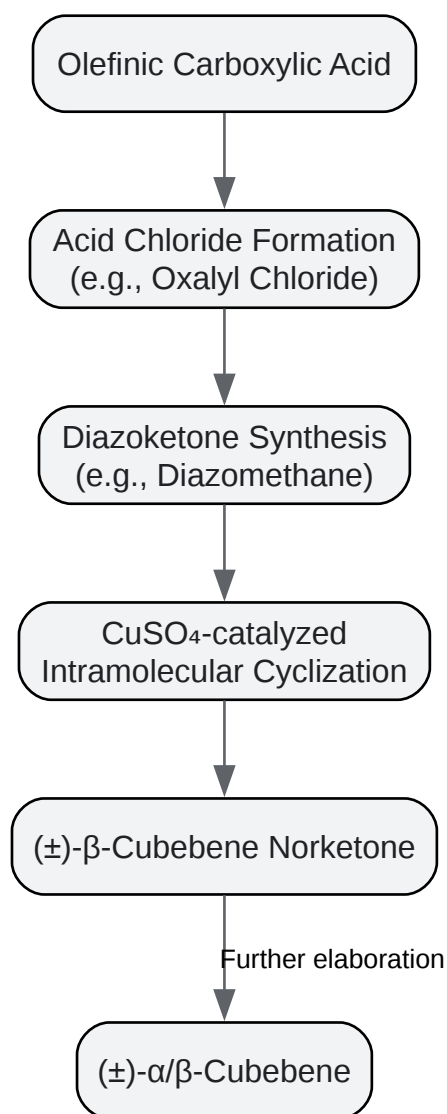 Olefinic Carboxylic Acid
Acid Chloride Formation
(e.g., Oxalyl Chloride)
Diazoketone Synthesis
(e.g., Diazomethane)
CuSO₄-catalyzed
Intramolecular Cyclization
(±)-β-Cubebene Norketone
Further elaboration
(±)-α/β-Cubebene